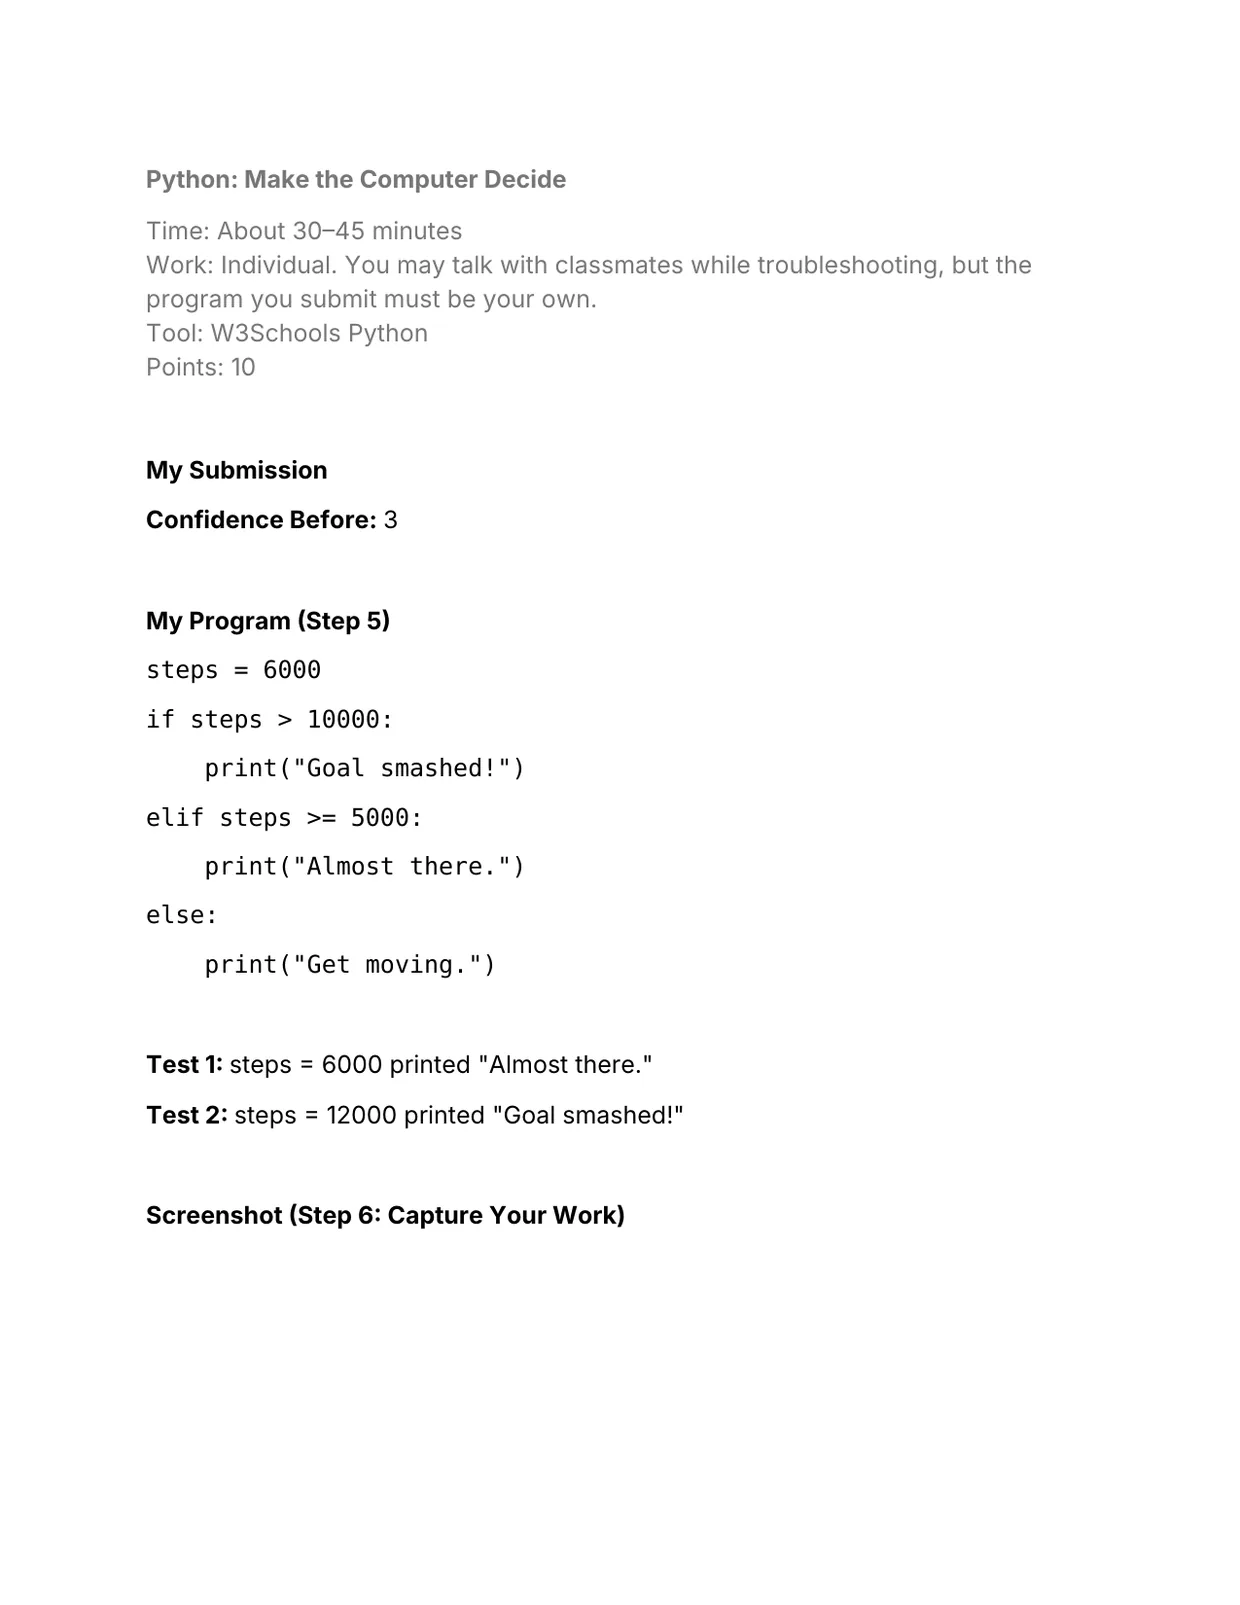 Python: Make the Computer Decide
Time: About 30–45 minutes
Work: Individual. You may talk with classmates while troubleshooting, but the
program you submit must be your own.
Tool: W3Schools Python
Points: 10
My Submission
Confidence Before: 3
My Program (Step 5)
steps = 6000
if steps > 10000:
    print("Goal smashed!")
elif steps >= 5000:
    print("Almost there.")
else:
    print("Get moving.")
Test 1: steps = 6000 printed "Almost there."
Test 2: steps = 12000 printed "Goal smashed!"
Screenshot (Step 6: Capture Your Work)